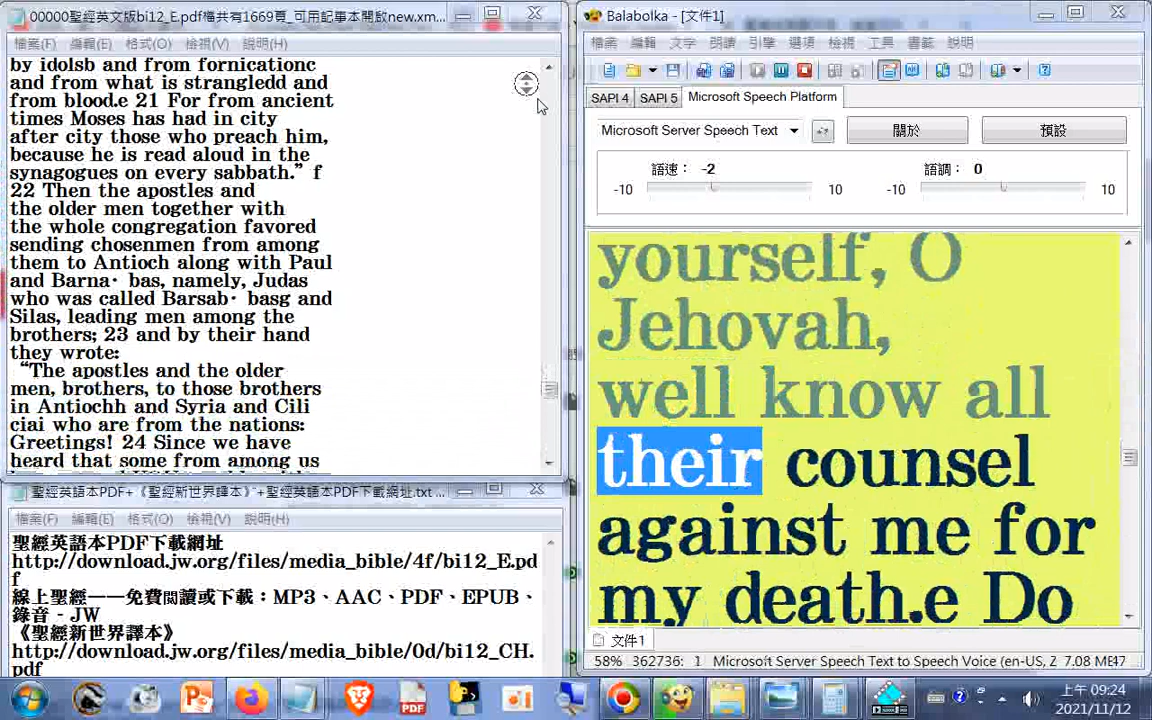 00000聖經英文版bi12_E.pdf檔共有1669頁_可用記事本開啟new.xm...
檔案(F) 編輯(E) 格式(O) 檢視(V) 說明(H)
by idolsb and from fornicationc
and from what is strangledd and
from blood.e 21 For from ancient
times Moses has had in city
after city those who preach him,
because he is read aloud in the
synagogues on every sabbath.” f
22 Then the apostles and
the older men together with
the whole congregation favored
sending chosenmen from among
them to Antioch along with Paul
and Barna· bas, namely, Judas
who was called Barsab· basg and
Silas, leading men among the
brothers; 23 and by their hand
they wrote:
“The apostles and the older
men, brothers, to those brothers
in Antiochh and Syria and Cili
ciai who are from the nations:
Greetings! 24 Since we have
heard that some from among us
聖經英語本PDF+《聖經新世界譯本》"+聖經英語本PDF下載網址.txt ...
檔案(F) 編輯(E) 格式(O) 檢視(V) 說明(H)
聖經英語本PDF下載網址
http://download.jw.org/files/media_bible/4f/bi12_E.pd
f
線上聖經——免費閱讀或下載：MP3、AAC、PDF、EPUB、
錄音 - JW
《聖經新世界譯本》
http://download.jw.org/files/media_bible/0d/bi12_CH.
pdf
Balabolka - [文件1]
檔案 編輯 文字 朗讀 引擎 選項 檢視 工具 書籤 說明
SAPI 4 SAPI 5 Microsoft Speech Platform
Microsoft Server Speech Text 關於 預設
語速： -2 語調： 0
-10 10 -10 10
yourself, O
Jehovah,
well know all
their counsel
against me for
my death.e Do
文件1
58% 362736: 1 Microsoft Server Speech Text to Speech Voice (en-US, Z 7.08 ME47
PDF
上午 09:24
2021/11/12